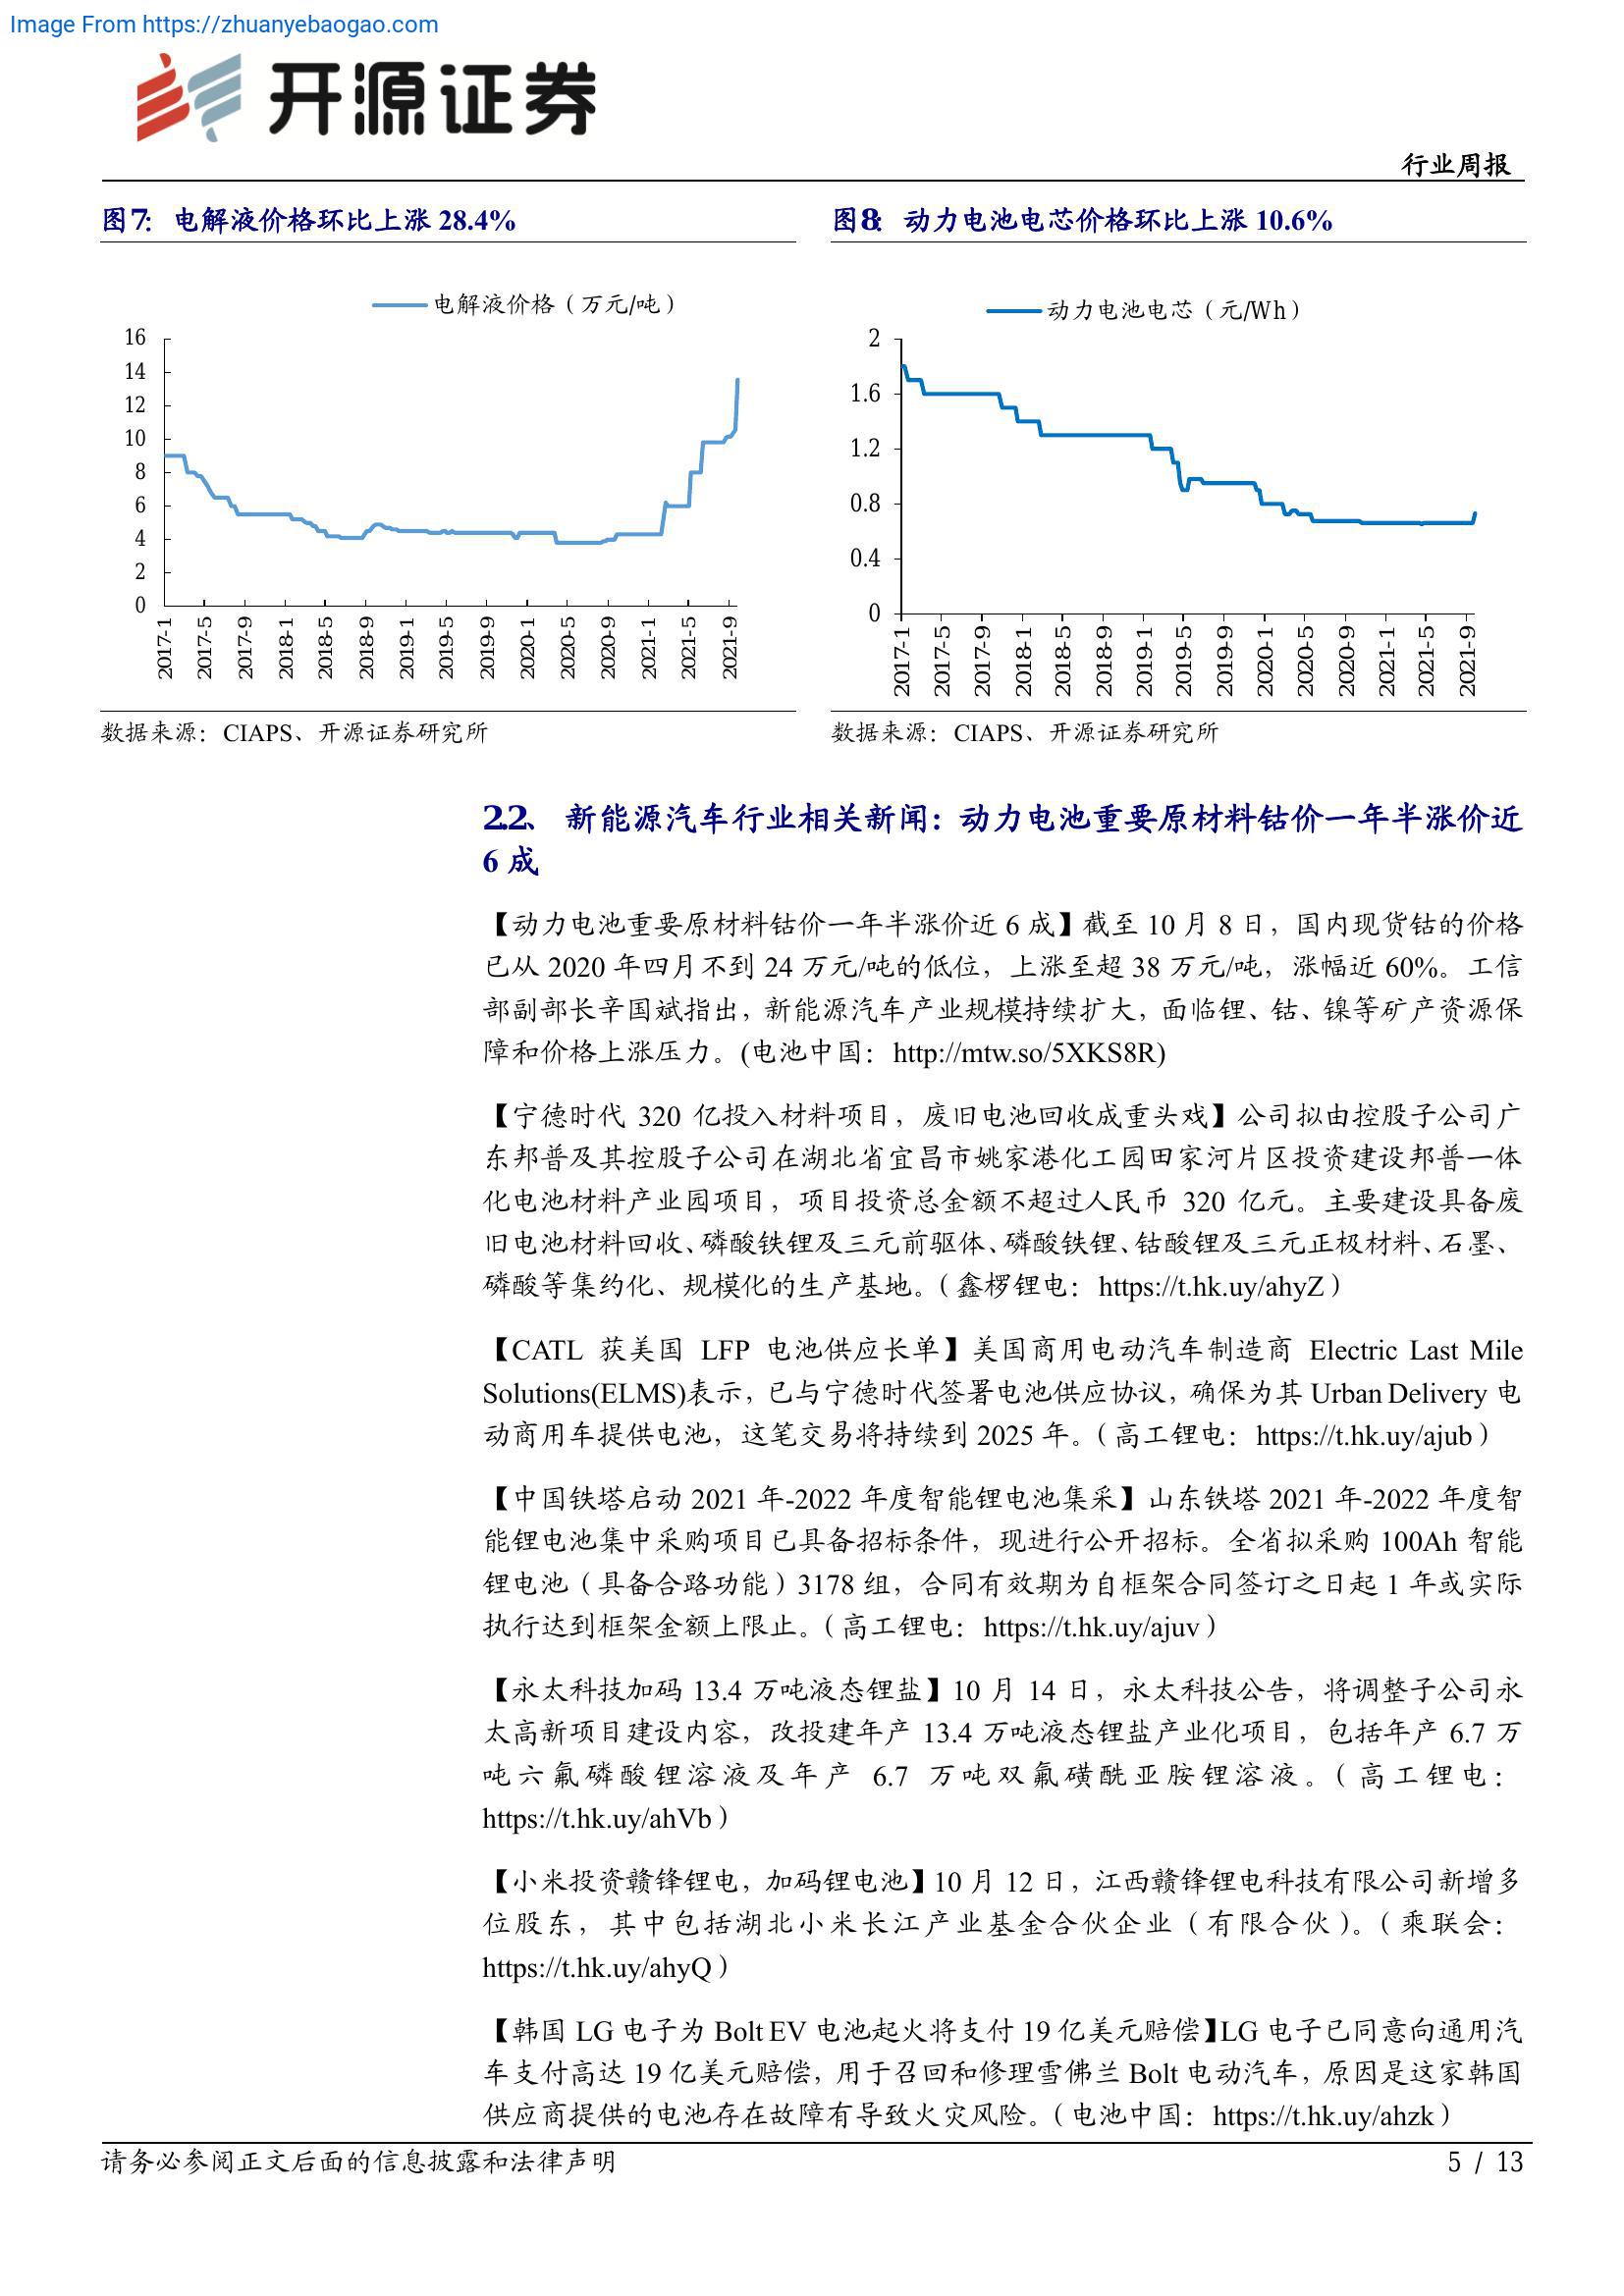 Image From https://zhuanyebaogao.com
开源证券
行业周报
图7： 电解液价格环比上涨 28.4%
电解液价格（万元/吨）
16
14
12
10
8
6
4
2
0
2017-1
2017-5
2017-9
2018-1
2018-5
2018-9
2019-1
2019-5
2019-9
2020-1
2020-5
2020-9
2021-1
2021-5
2021-9
数据来源：CIAPS、开源证券研究所
图8： 动力电池电芯价格环比上涨 10.6%
动力电池电芯（元/Wh）
2
1.6
1.2
0.8
0.4
0
2017-1
2017-5
2017-9
2018-1
2018-5
2018-9
2019-1
2019-5
2019-9
2020-1
2020-5
2020-9
2021-1
2021-5
2021-9
数据来源：CIAPS、开源证券研究所
2.2、 新能源汽车行业相关新闻：动力电池重要原材料钴价一年半涨价近
6 成
【动力电池重要原材料钴价一年半涨价近 6 成】截至 10 月 8 日，国内现货钴的价格
已从 2020 年四月不到 24 万元/吨的低位，上涨至超 38 万元/吨，涨幅近 60%。工信
部副部长辛国斌指出，新能源汽车产业规模持续扩大，面临锂、钴、镍等矿产资源保
障和价格上涨压力。(电池中国：http://mtw.so/5XKS8R)
【宁德时代 320 亿投入材料项目，废旧电池回收成重头戏】公司拟由控股子公司广
东邦普及其控股子公司在湖北省宜昌市姚家港化工园田家河片区投资建设邦普一体
化电池材料产业园项目，项目投资总金额不超过人民币 320 亿元。主要建设具备废
旧电池材料回收、磷酸铁锂及三元前驱体、磷酸铁锂、钴酸锂及三元正极材料、石墨、
磷酸等集约化、规模化的生产基地。（鑫椤锂电：https://t.hk.uy/ahyZ）
【CATL 获美国 LFP 电池供应长单】美国商用电动汽车制造商 Electric Last Mile
Solutions(ELMS)表示，已与宁德时代签署电池供应协议，确保为其 Urban Delivery 电
动商用车提供电池，这笔交易将持续到 2025 年。（高工锂电：https://t.hk.uy/ajub）
【中国铁塔启动 2021 年-2022 年度智能锂电池集采】山东铁塔 2021 年-2022 年度智
能锂电池集中采购项目已具备招标条件，现进行公开招标。全省拟采购 100Ah 智能
锂电池（具备合路功能）3178 组，合同有效期为自框架合同签订之日起 1 年或实际
执行达到框架金额上限止。（高工锂电：https://t.hk.uy/ajuv）
【永太科技加码 13.4 万吨液态锂盐】10 月 14 日，永太科技公告，将调整子公司永
太高新项目建设内容，改投建年产 13.4 万吨液态锂盐产业化项目，包括年产 6.7 万
吨六氟磷酸锂溶液及年产 6.7 万吨双氟磺酰亚胺锂溶液。（高工锂电：
https://t.hk.uy/ahVb）
【小米投资赣锋锂电，加码锂电池】10 月 12 日，江西赣锋锂电科技有限公司新增多
位股东，其中包括湖北小米长江产业基金合伙企业（有限合伙）。（乘联会：
https://t.hk.uy/ahyQ）
【韩国 LG 电子为 Bolt EV 电池起火将支付 19 亿美元赔偿】LG 电子已同意向通用汽
车支付高达 19 亿美元赔偿，用于召回和修理雪佛兰 Bolt 电动汽车，原因是这家韩国
供应商提供的电池存在故障有导致火灾风险。（电池中国：https://t.hk.uy/ahzk）
请务必参阅正文后面的信息披露和法律声明
5 / 13